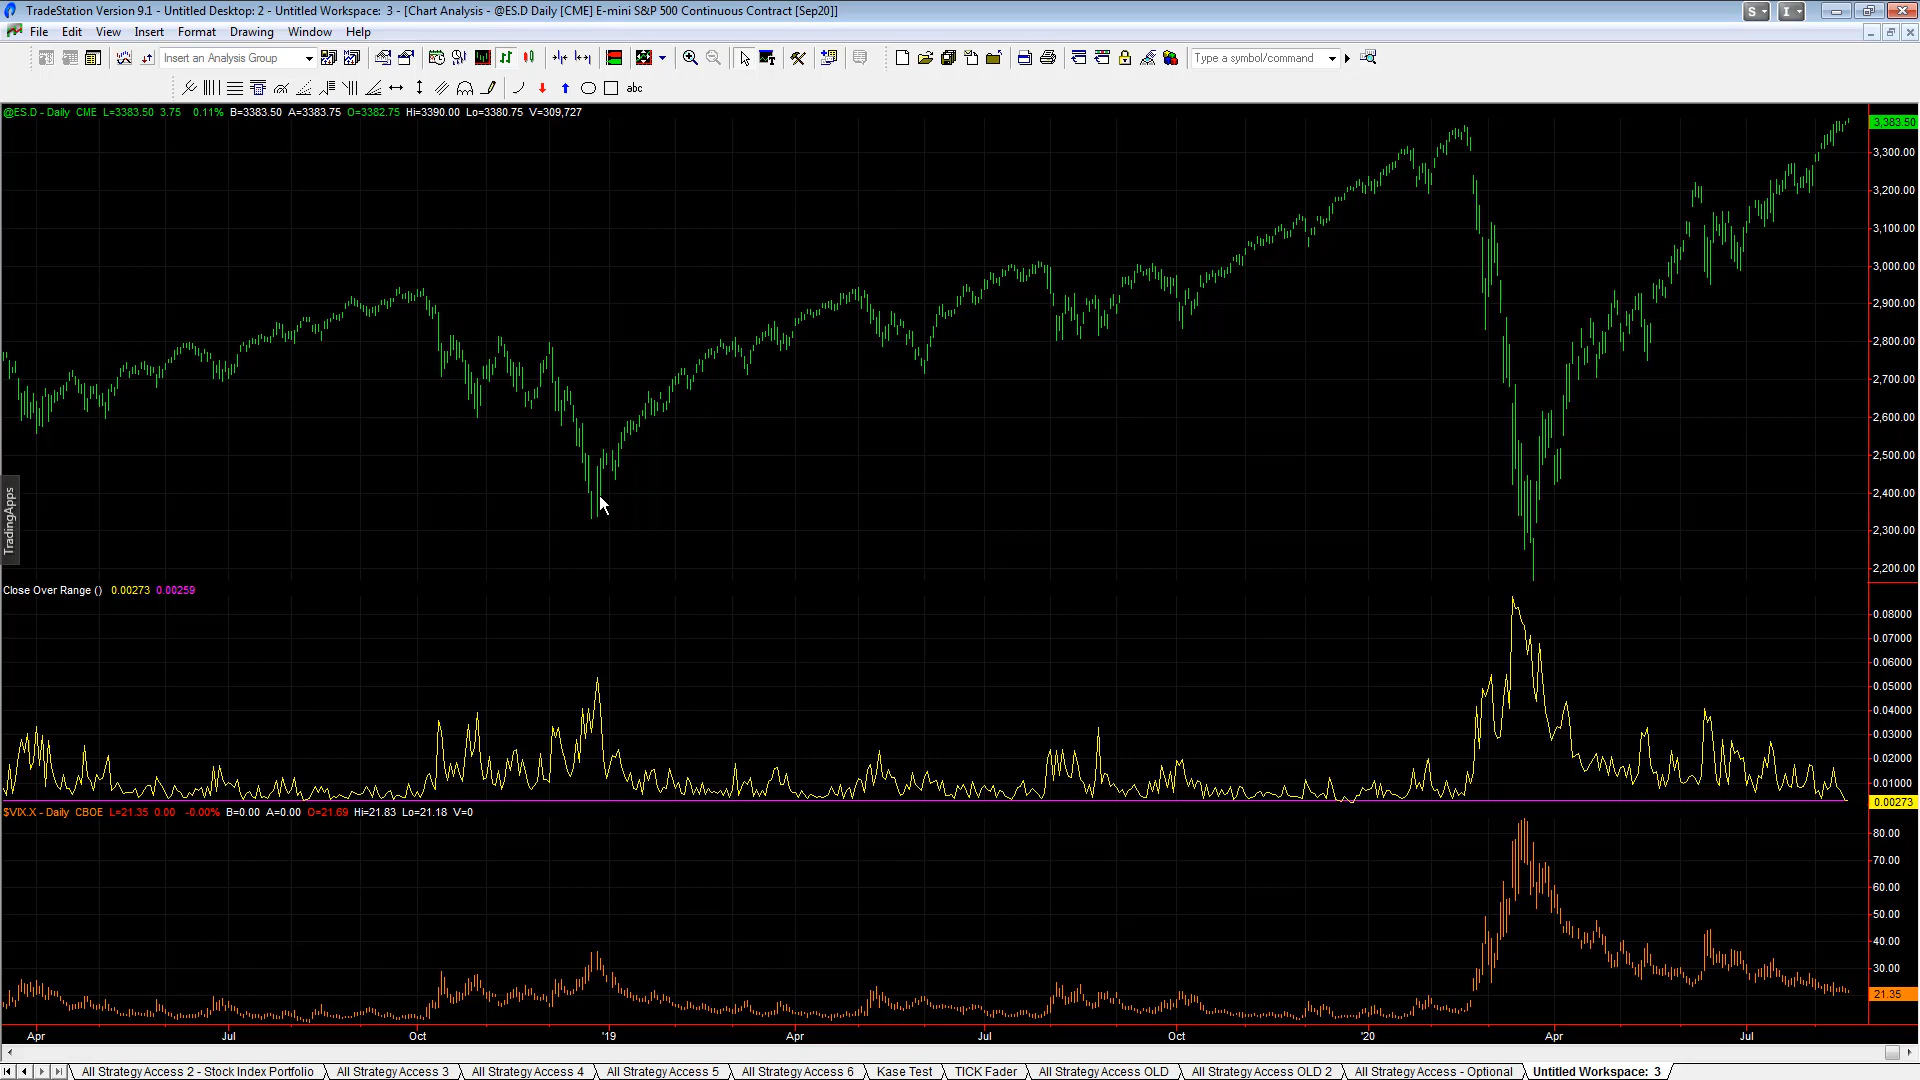 TradeStation Version 9.1 - Untitled Desktop: 2 - Untitled Workspace: 3 - [Chart Analysis - @ES.D Daily [CME] E-mini S&P 500 Continuous Contract [Sep20]]
S I
File Edit View Insert Format Drawing Window Help
Insert an Analysis Group
Type a symbol/command
abc
@ES.D - Daily CME L=3383.50 3.75 0.11% B=3383.50 A=3383.75 O=3382.75 Hi=3390.00 Lo=3380.75 V=309,727
3,383.50
3,300.00
3,200.00
3,100.00
3,000.00
2,900.00
2,800.00
2,700.00
2,600.00
2,500.00
2,400.00
2,300.00
2,200.00
TradingApps
Close Over Range () 0.00273 0.00259
0.08000
0.07000
0.06000
0.05000
0.04000
0.03000
0.02000
0.01000
0.00273
$VIX.X - Daily CBOE L=21.35 0.00 -0.00% B=0.00 A=0.00 O=21.69 Hi=21.83 Lo=21.18 V=0
80.00
70.00
60.00
50.00
40.00
30.00
21.35
Apr Jul Oct '19 Apr Jul Oct '20 Apr Jul
All Strategy Access 2 - Stock Index Portfolio All Strategy Access 3 All Strategy Access 4 All Strategy Access 5 All Strategy Access 6 Kase Test TICK Fader All Strategy Access OLD All Strategy Access OLD 2 All Strategy Access - Optional Untitled Workspace: 3